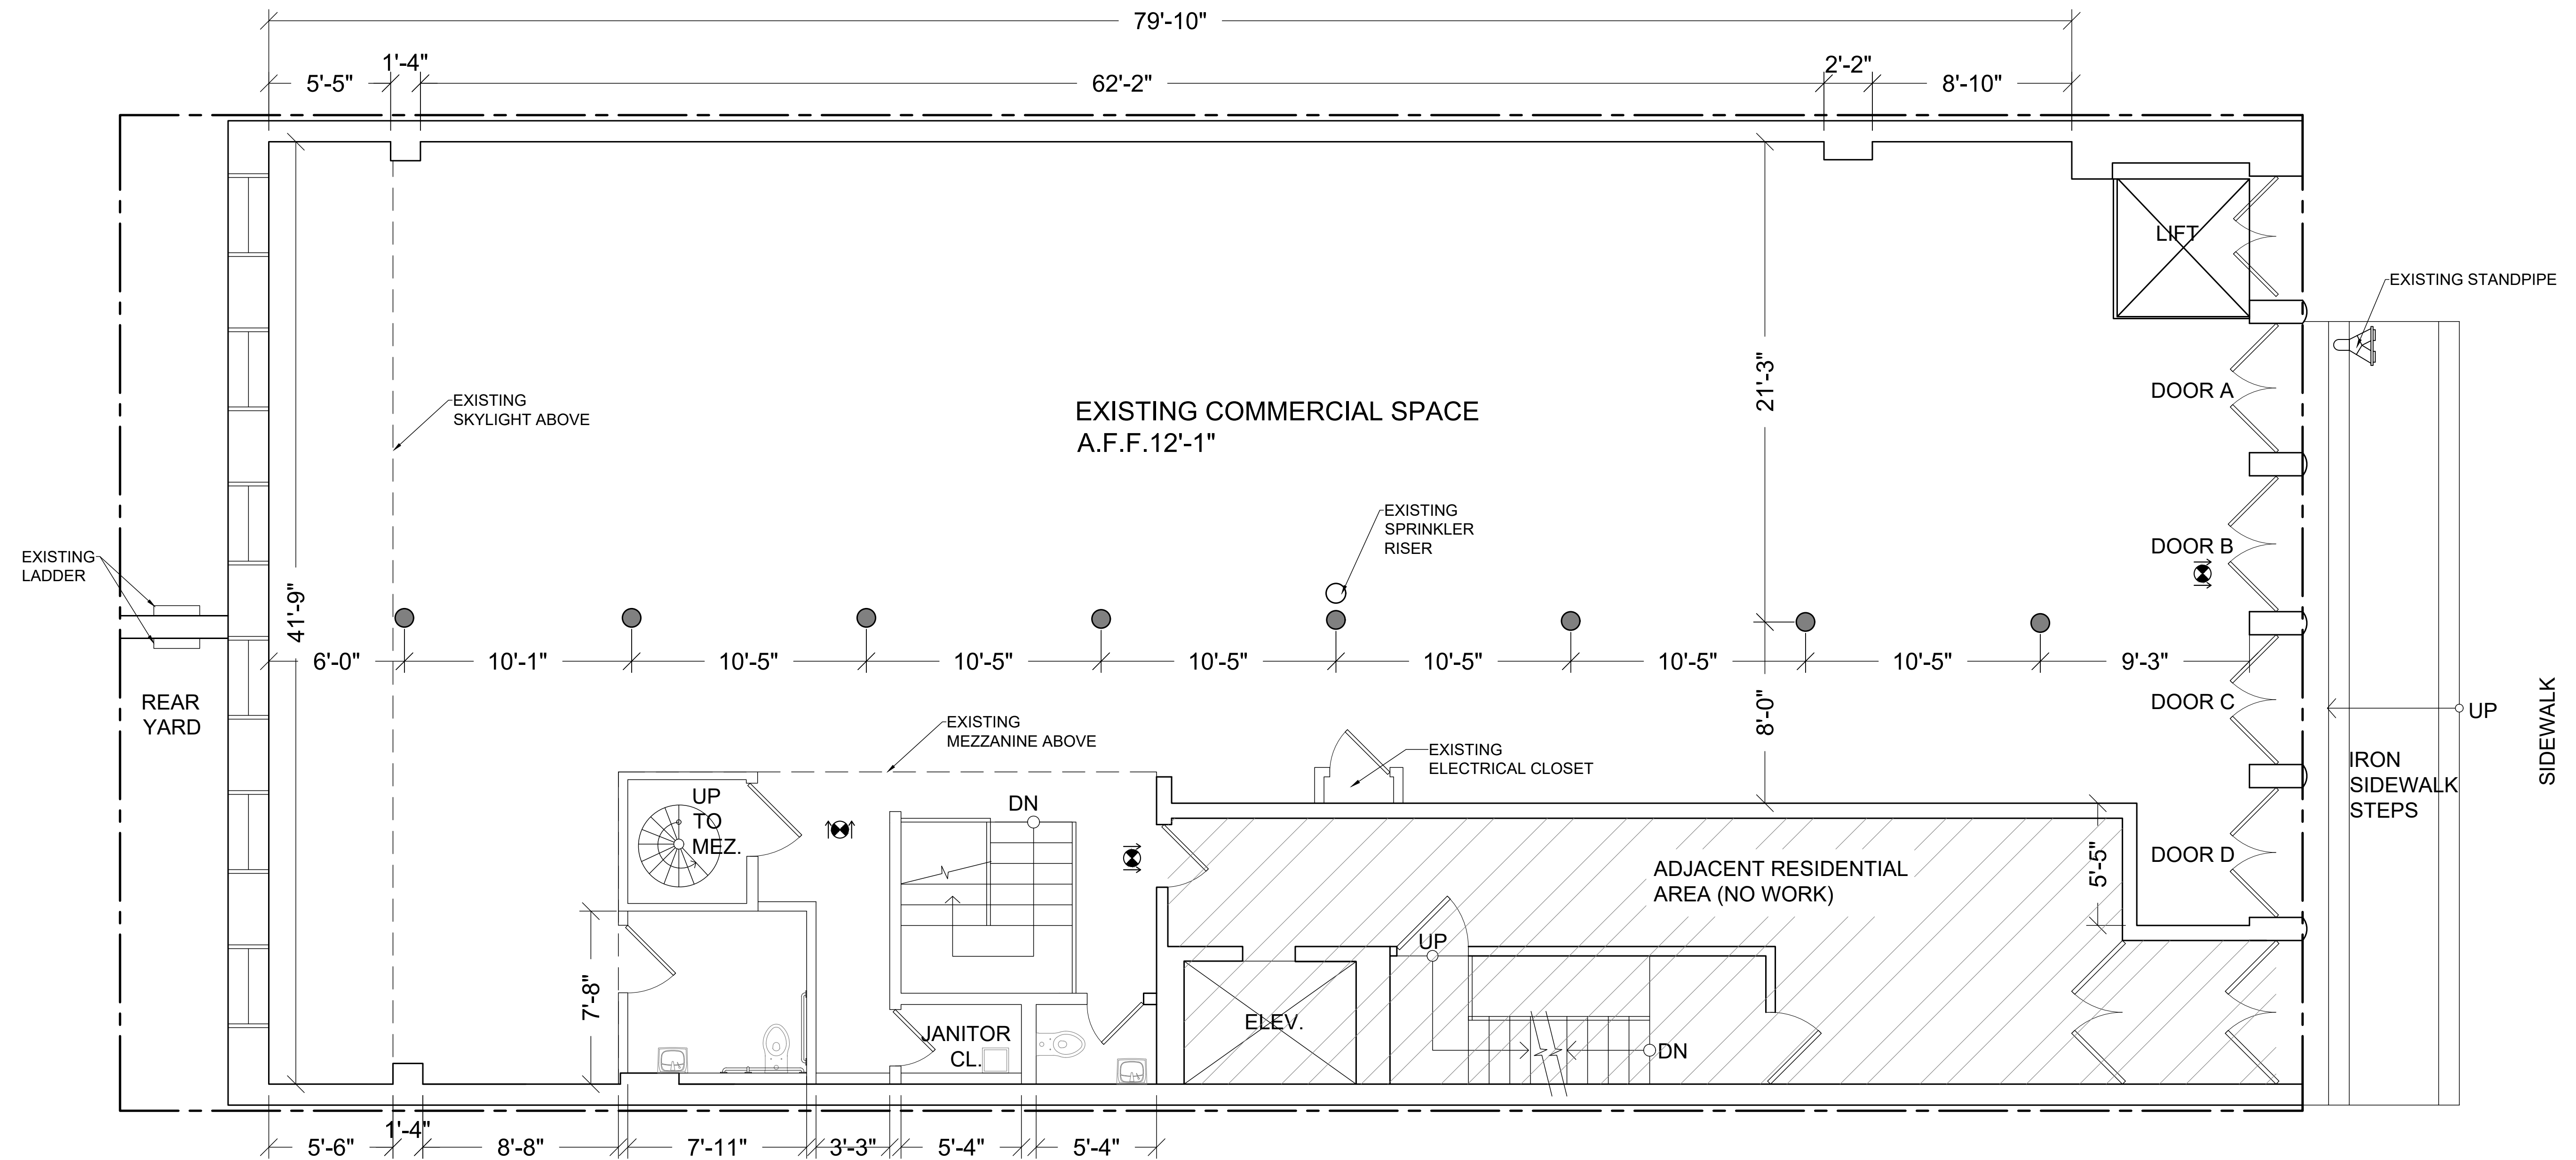 79'-10"
5'-5"
1'-4"
62'-2"
2'-2"
8'-10"
LIFT
EXISTING STANDPIPE
DOOR A
21'-3"
EXISTING
SKYLIGHT ABOVE
EXISTING COMMERCIAL SPACE
A.F.F.12'-1"
EXISTING
SPRINKLER
RISER
DOOR B
EXISTING
LADDER
41'-9"
6'-0"
10'-1"
10'-5"
10'-5"
10'-5"
10'-5"
10'-5"
10'-5"
9'-3"
REAR
YARD
8'-0"
DOOR C
UP
SIDEWALK
EXISTING
MEZZANINE ABOVE
EXISTING
ELECTRICAL CLOSET
IRON
SIDEWALK
STEPS
UP
TO
MEZ.
DN
ADJACENT RESIDENTIAL
AREA (NO WORK)
5'-5"
DOOR D
UP
7'-8"
JANITOR
CL.
ELEV.
DN
5'-6"
1'-4"
8'-8"
7'-11"
3'-3"
5'-4"
5'-4"